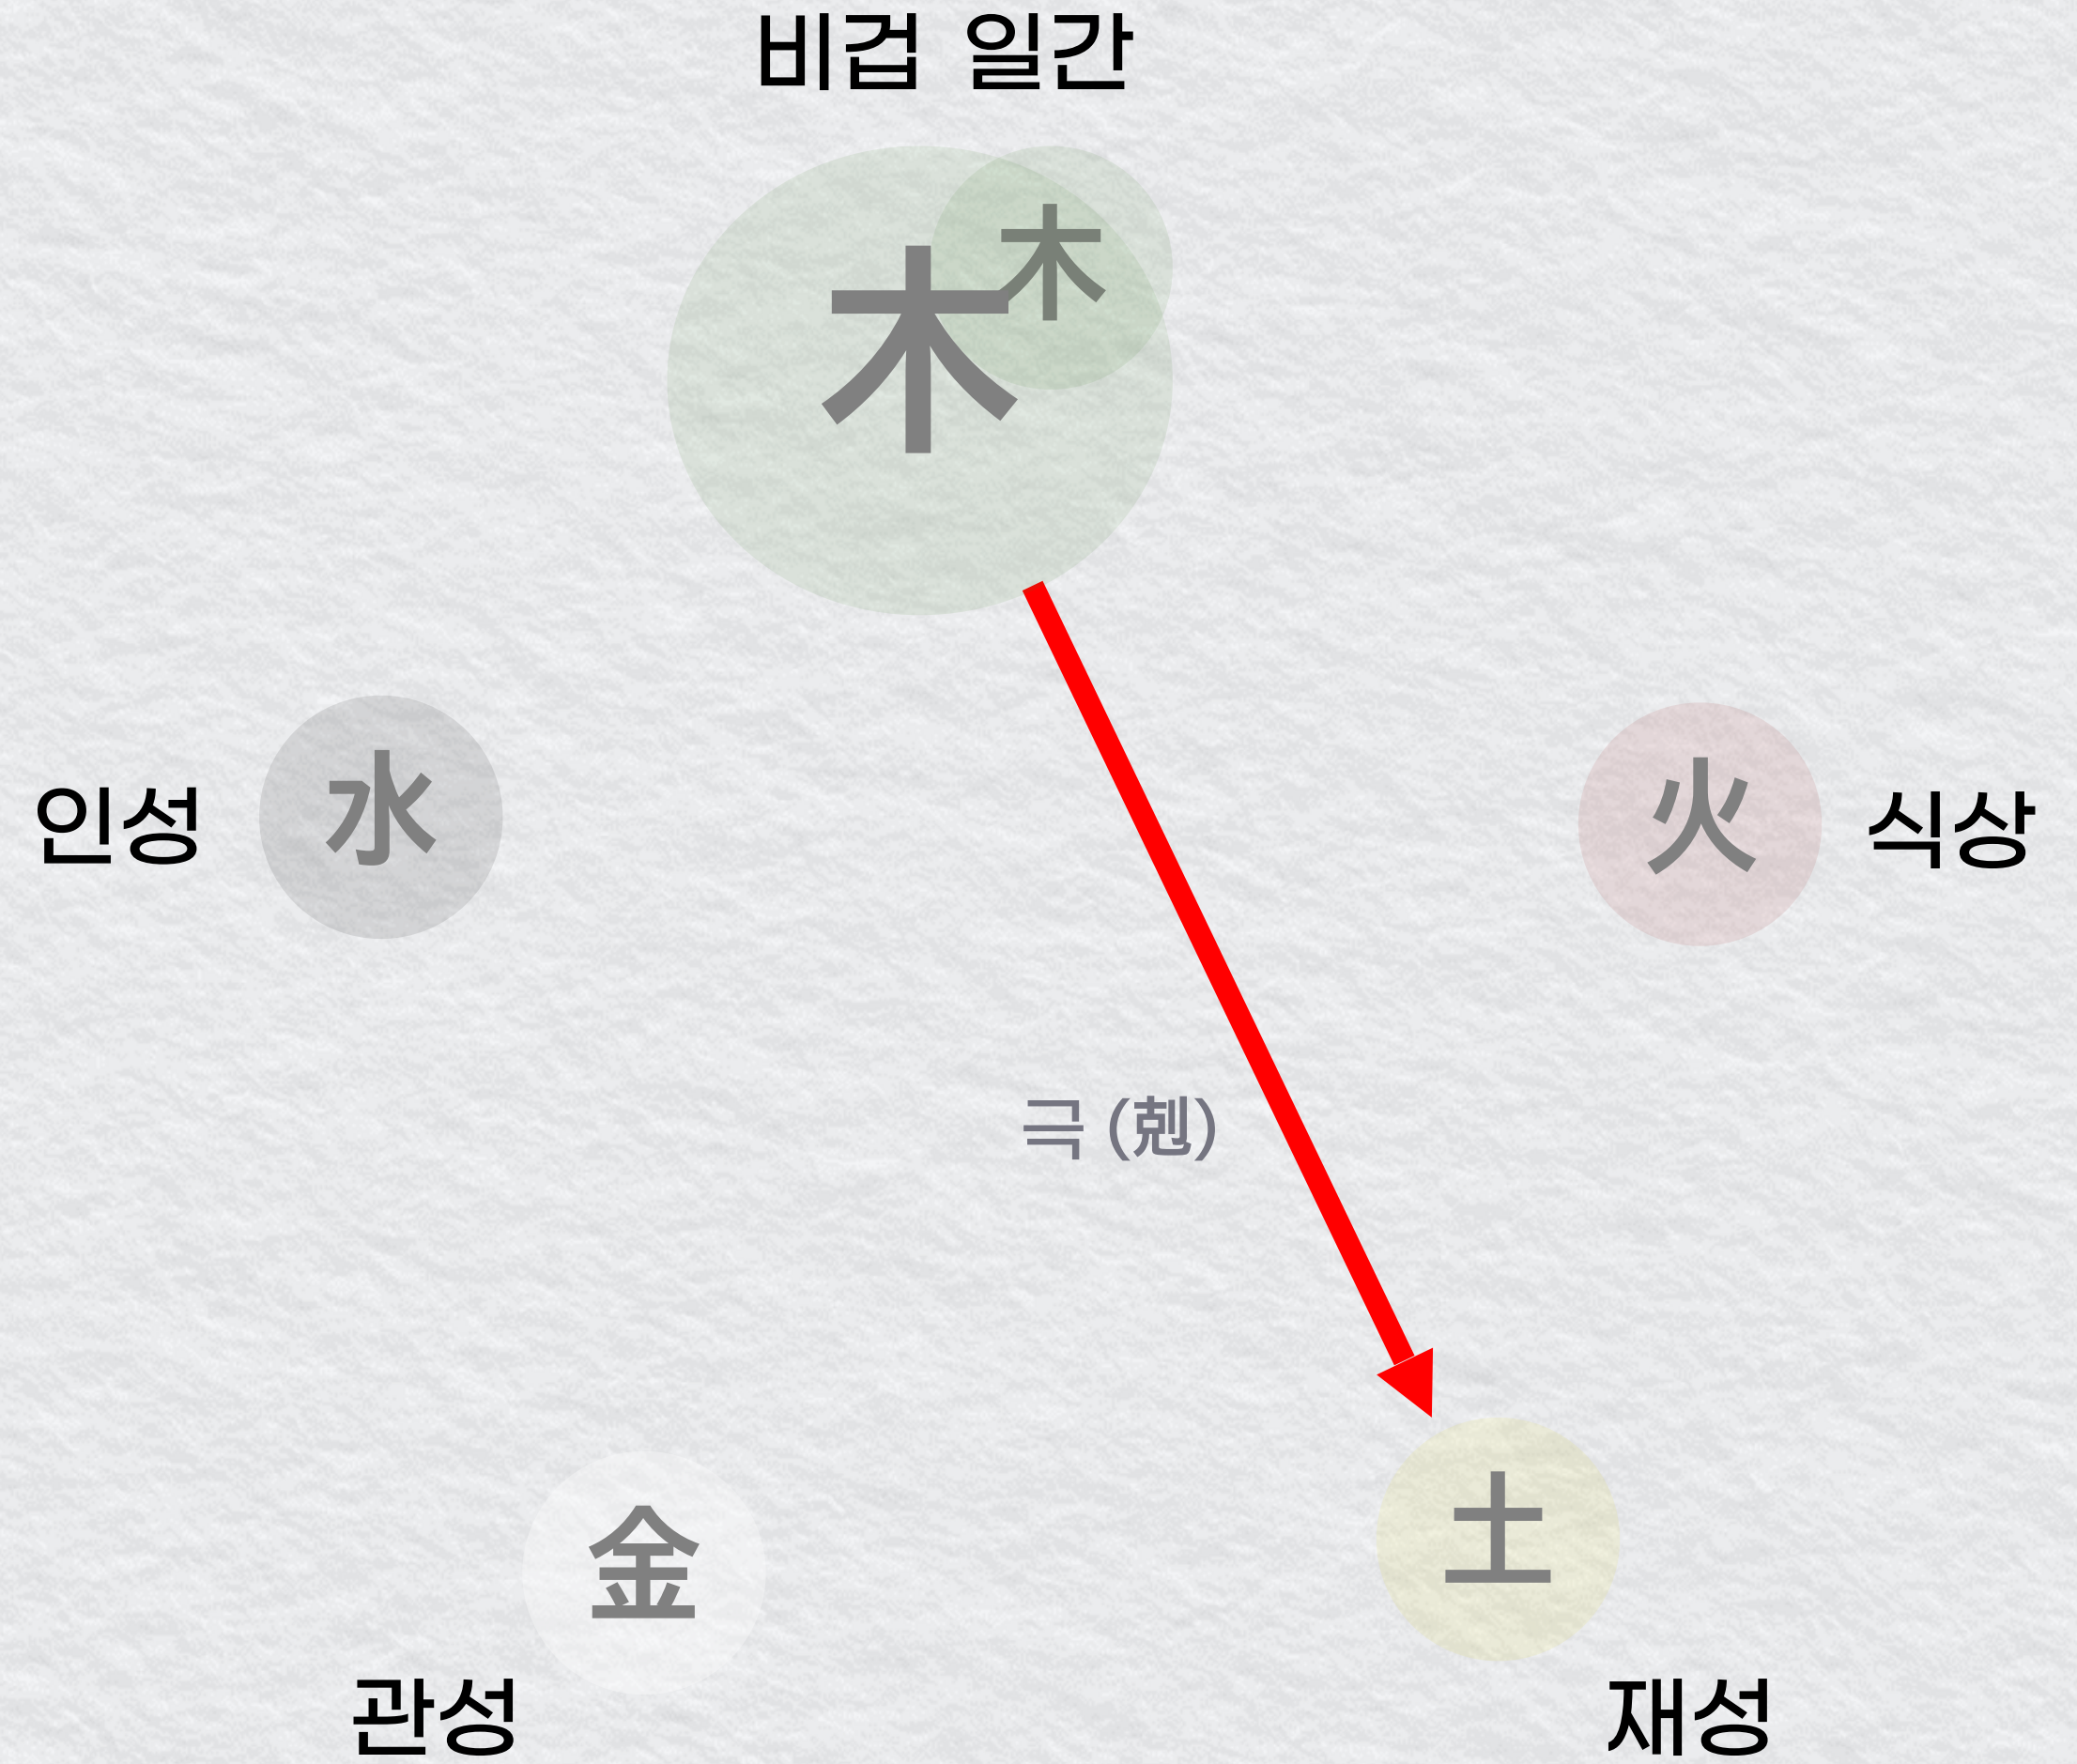 비겁 일간
木
木
인성
水
火
식상
극 (剋)
金
土
관성
재성